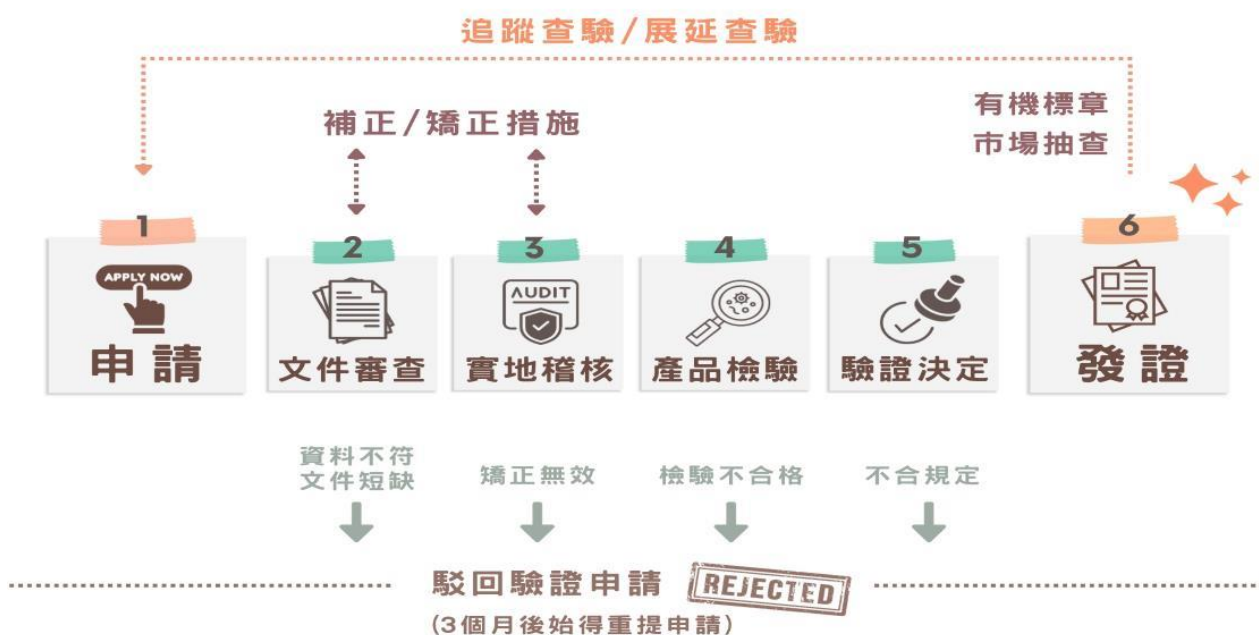 追蹤查驗/展延查驗
補正/矯正措施
有機標章
市場抽查
1
APPLY NOW
申請
2
文件審查
3
AUDIT
實地稽核
4
產品檢驗
5
驗證決定
6
發證
資料不符
文件短缺
矯正無效
檢驗不合格
不合規定
駁回驗證申請
REJECTED
(3個月後始得重提申請)